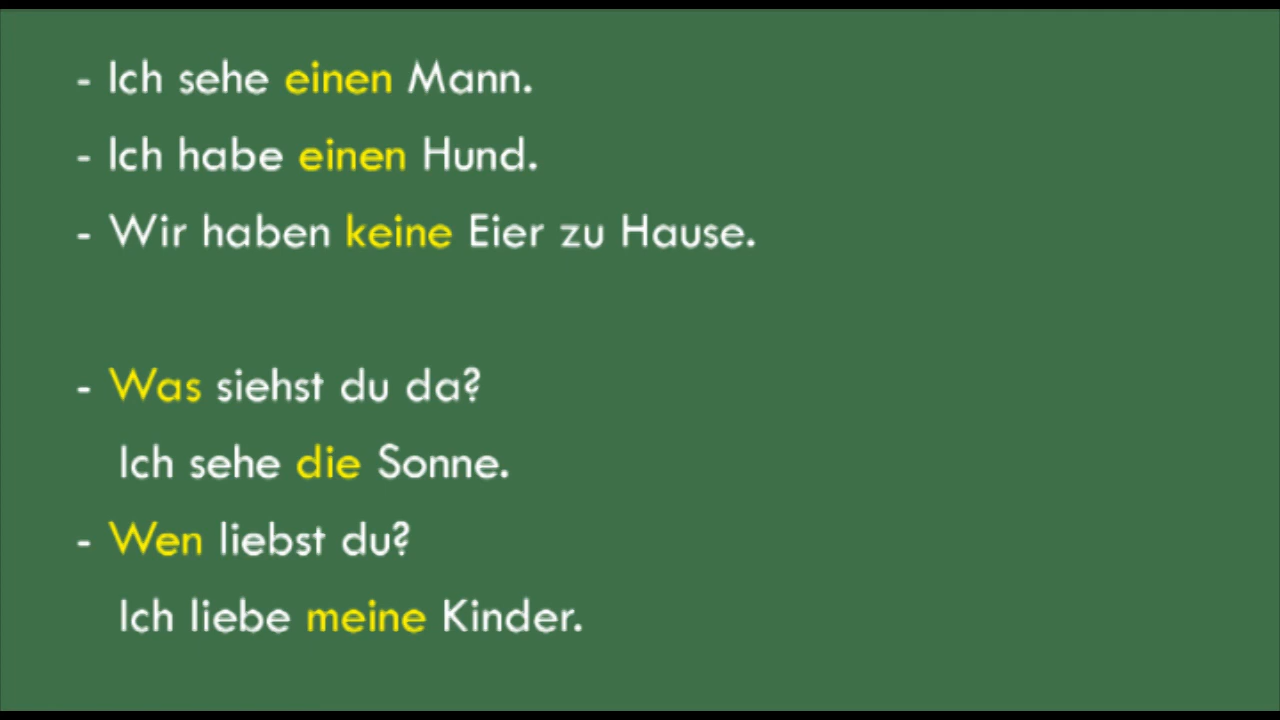 - Ich sehe einen Mann.
- Ich habe einen Hund.
- Wir haben keine Eier zu Hause.
- Was siehst du da?
Ich sehe die Sonne.
- Wen liebst du?
Ich liebe meine Kinder.